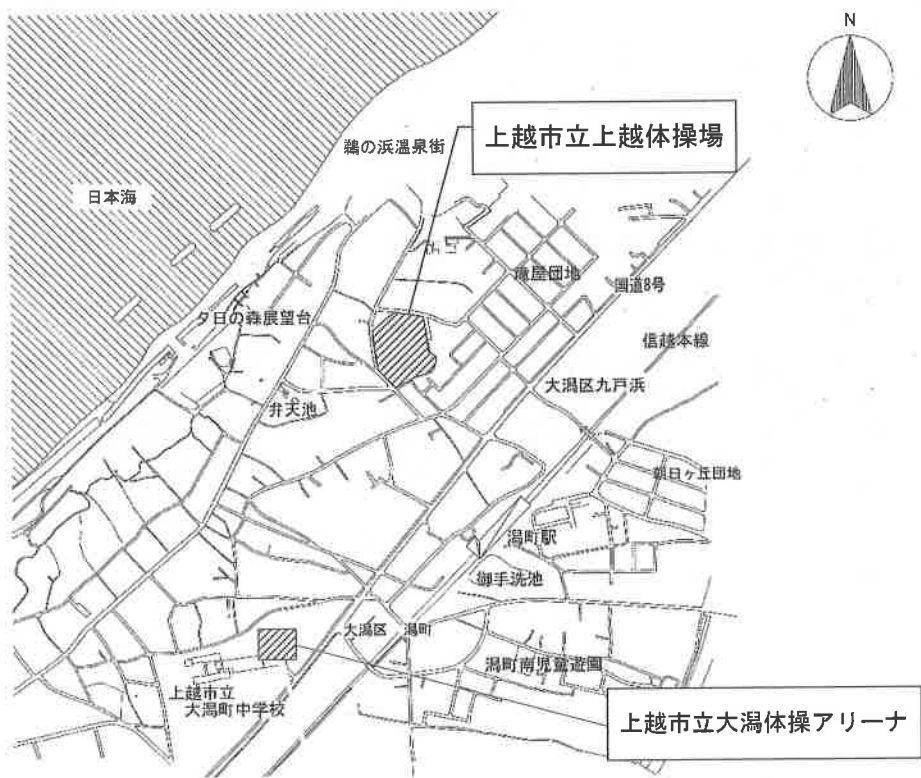 N
上越市立上越体操場
鵜の浜温泉街
日本海
雁屋団地
国道8号
夕日の森展望台
信越本線
大潟区九戸浜
弁天池
朝日ヶ丘団地
潟町駅
御手洗池
大潟区 潟町
潟町南児童遊園
上越市立
大潟町中学校
上越市立大潟体操アリーナ